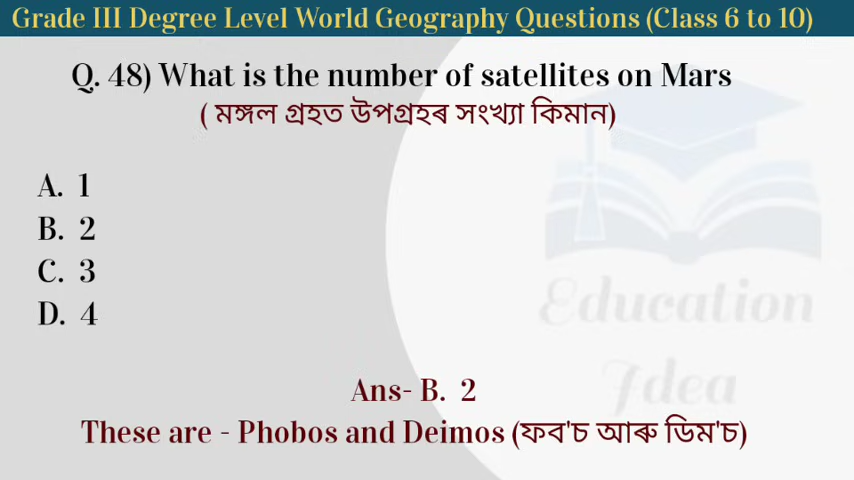 Grade III Degree Level World Geography Questions (Class 6 to 10)
Q. 48) What is the number of satellites on Mars
( মঙ্গল গ্ৰহত উপগ্ৰহৰ সংখ্যা কিমান)
A. 1
B. 2
C. 3
D. 4
Education
Idea
Ans- B. 2
These are - Phobos and Deimos (ফব'চ আৰু ডিম'চ)